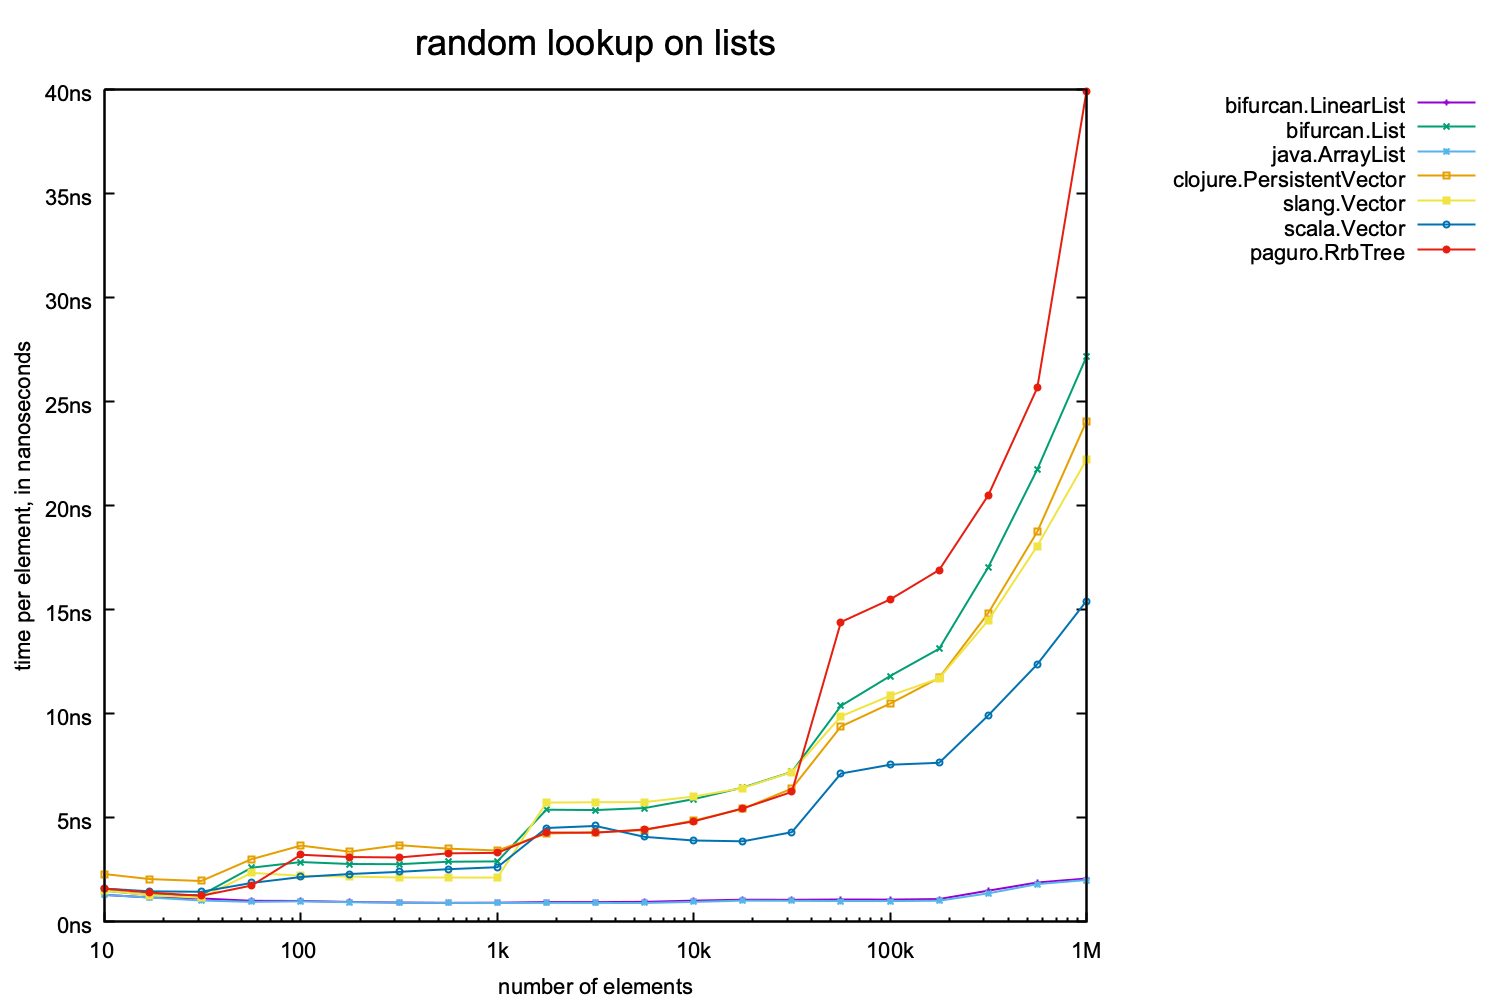 random lookup on lists
40ns
35ns
30ns
25ns
20ns
15ns
10ns
5ns
0ns
time per element, in nanoseconds
10
100
1k
10k
100k
1M
number of elements
bifurcan.LinearList
bifurcan.List
java.ArrayList
clojure.PersistentVector
slang.Vector
scala.Vector
paguro.RrbTree